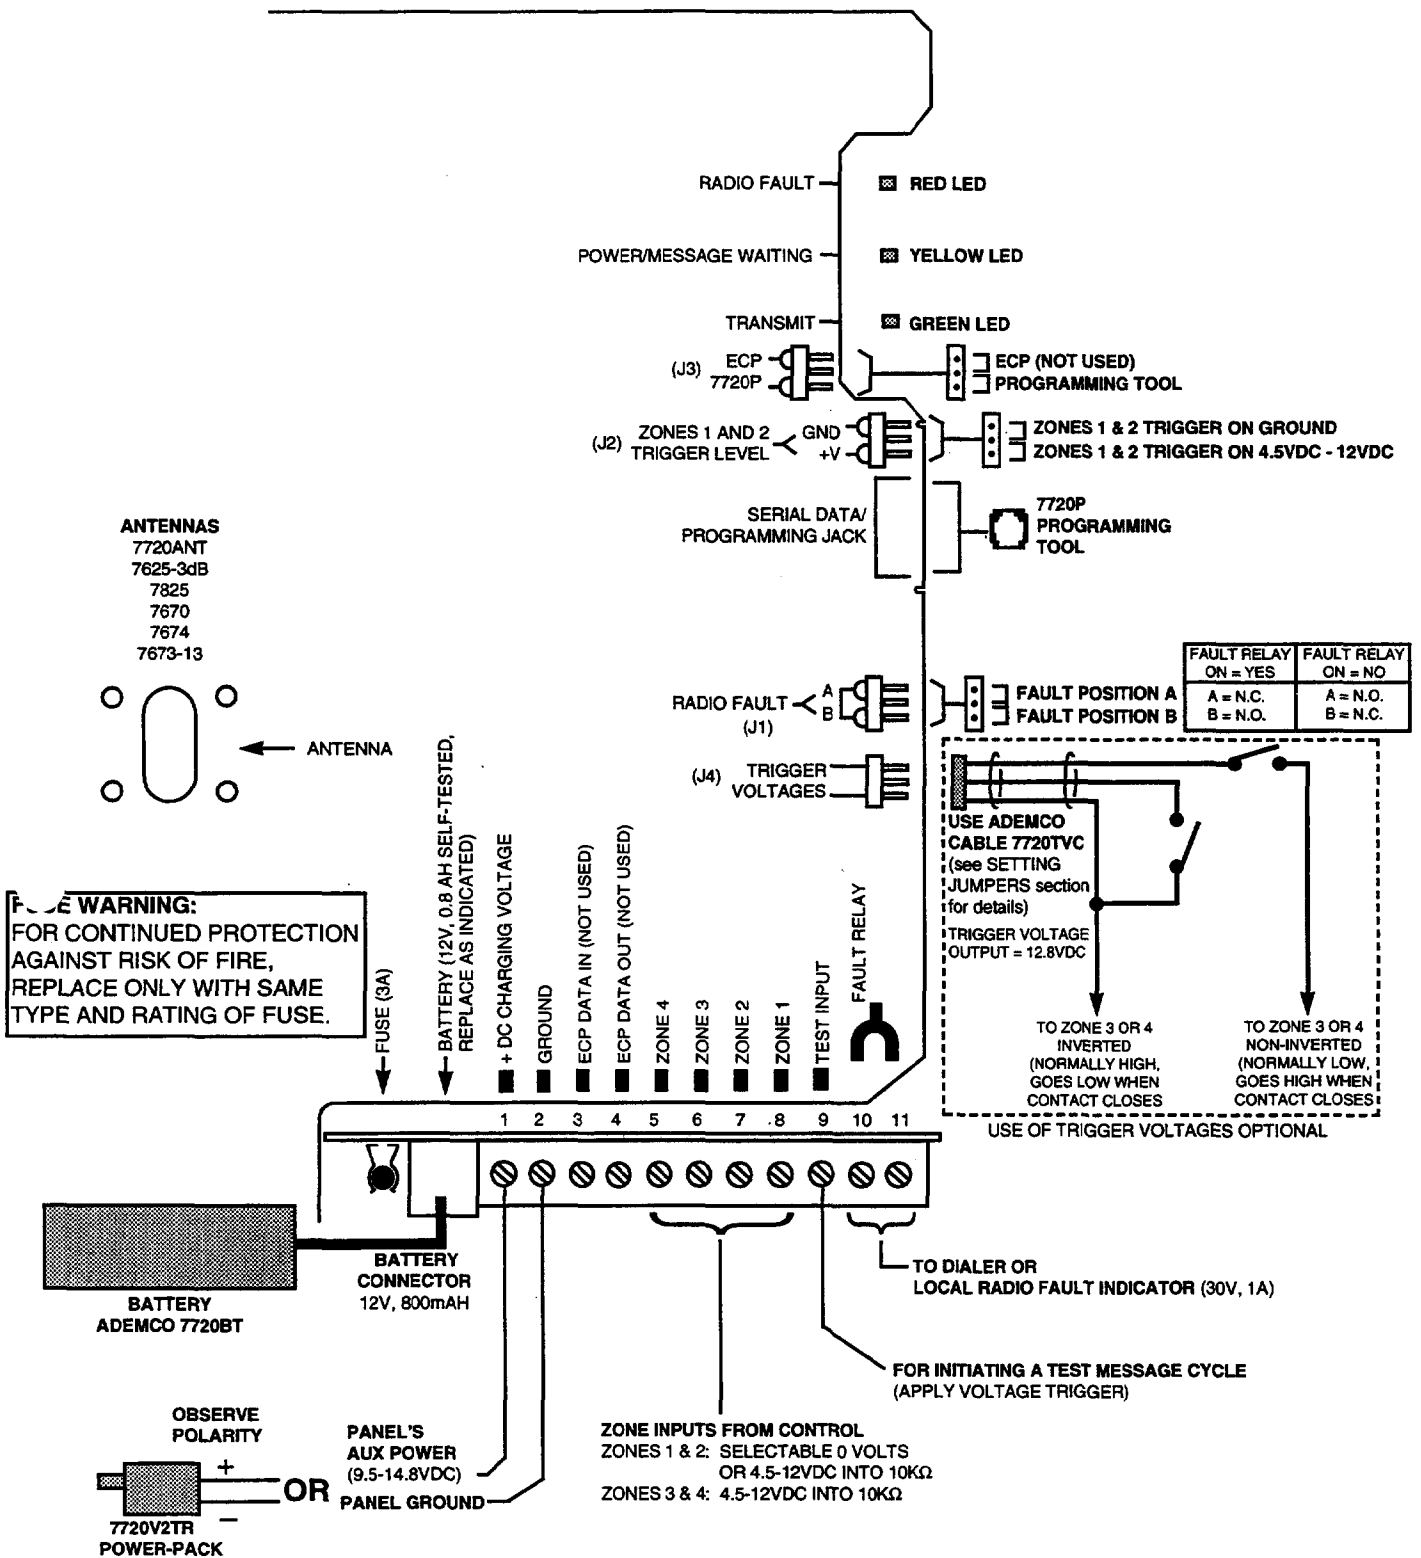 RADIO FAULT
RED LED
POWER/MESSAGE WAITING
YELLOW LED
TRANSMIT
GREEN LED
(J3)
ECP
7720P
ECP (NOT USED)
PROGRAMMING TOOL
(J2)
ZONES 1 AND 2
TRIGGER LEVEL
GND
+V
ZONES 1 & 2 TRIGGER ON GROUND
ZONES 1 & 2 TRIGGER ON 4.5VDC - 12VDC
SERIAL DATA/
PROGRAMMING JACK
7720P
PROGRAMMING
TOOL
ANTENNAS
7720ANT
7625-3dB
7825
7670
7674
7673-13
ANTENNA
RADIO FAULT
(J1)
A
B
FAULT POSITION A
FAULT POSITION B
FAULT RELAY
ON = YES
FAULT RELAY
ON = NO
A = N.C.
B = N.O.
A = N.O.
B = N.C.
(J4)
TRIGGER
VOLTAGES
USE ADEMCO
CABLE 7720TVC
(see SETTING
JUMPERS section
for details)
TRIGGER VOLTAGE
OUTPUT = 12.8VDC
TO ZONE 3 OR 4
INVERTED
(NORMALLY HIGH,
GOES LOW WHEN
CONTACT CLOSES
TO ZONE 3 OR 4
NON-INVERTED
(NORMALLY LOW,
GOES HIGH WHEN
CONTACT CLOSES
USE OF TRIGGER VOLTAGES OPTIONAL
WARNING:
FOR CONTINUED PROTECTION
AGAINST RISK OF FIRE,
REPLACE ONLY WITH SAME
TYPE AND RATING OF FUSE.
FUSE (3A)
BATTERY (12V, 0.8 AH SELF-TESTED,
REPLACE AS INDICATED)
+ DC CHARGING VOLTAGE
GROUND
ECP DATA IN (NOT USED)
ECP DATA OUT (NOT USED)
ZONE 4
ZONE 3
ZONE 2
ZONE 1
TEST INPUT
FAULT RELAY
1 2 3 4 5 6 7 8 9 10 11
BATTERY
CONNECTOR
12V, 800mAH
BATTERY
ADEMCO 7720BT
TO DIALER OR
LOCAL RADIO FAULT INDICATOR (30V, 1A)
FOR INITIATING A TEST MESSAGE CYCLE
(APPLY VOLTAGE TRIGGER)
OBSERVE
POLARITY
+
−
OR
7720V2TR
POWER-PACK
PANEL'S
AUX POWER
(9.5-14.8VDC)
PANEL GROUND
ZONE INPUTS FROM CONTROL
ZONES 1 & 2: SELECTABLE 0 VOLTS
OR 4.5-12VDC INTO 10KΩ
ZONES 3 & 4: 4.5-12VDC INTO 10KΩ